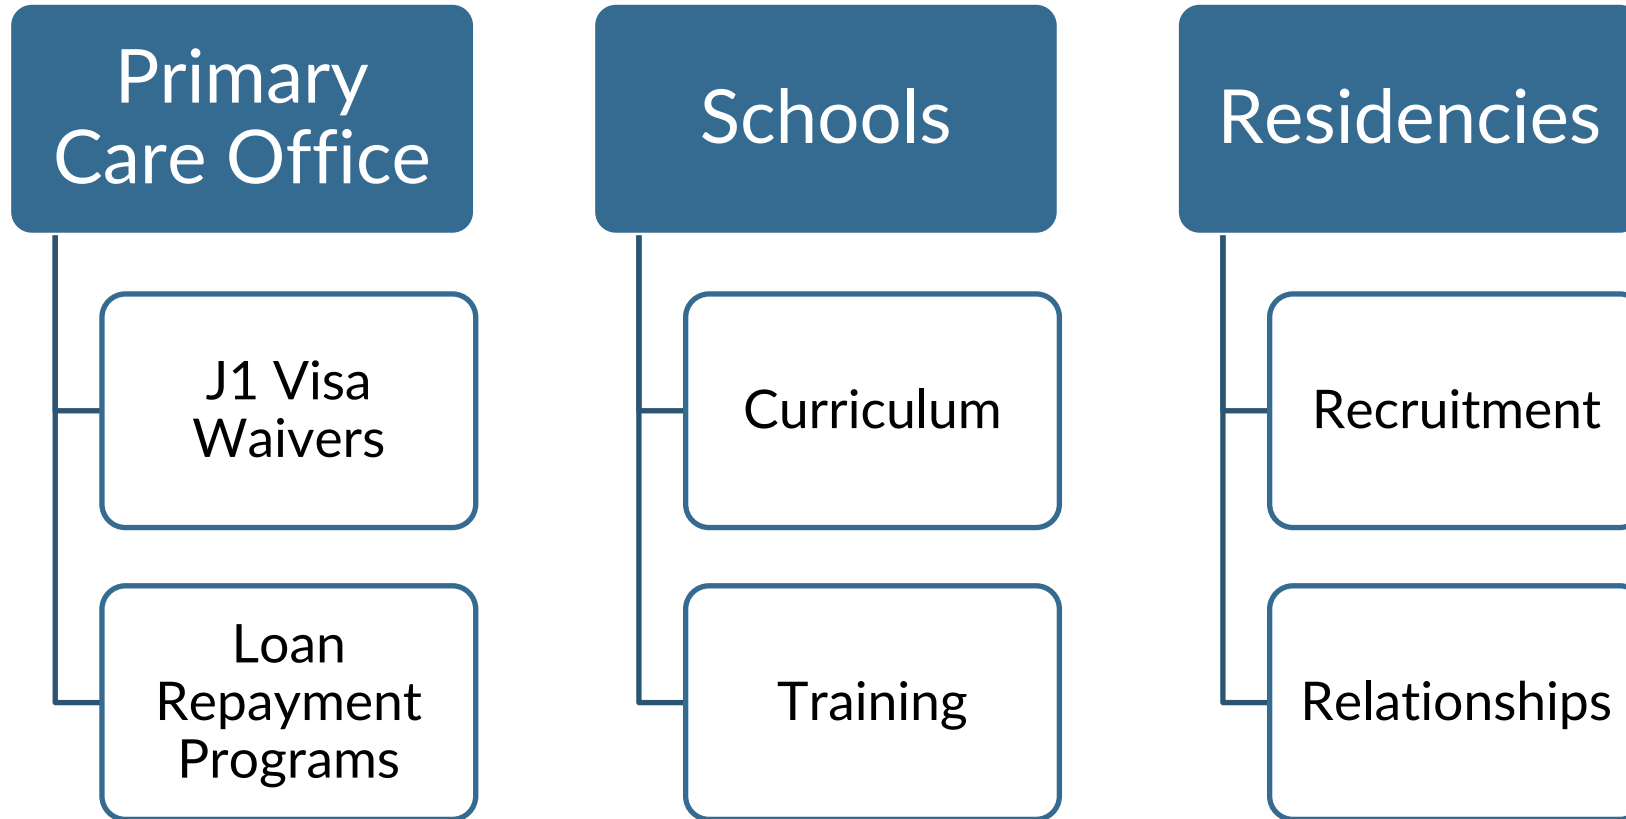 Primary
Care Office
J1 Visa
Waivers
Loan
Repayment
Programs
Schools
Curriculum
Training
Residencies
Recruitment
Relationships